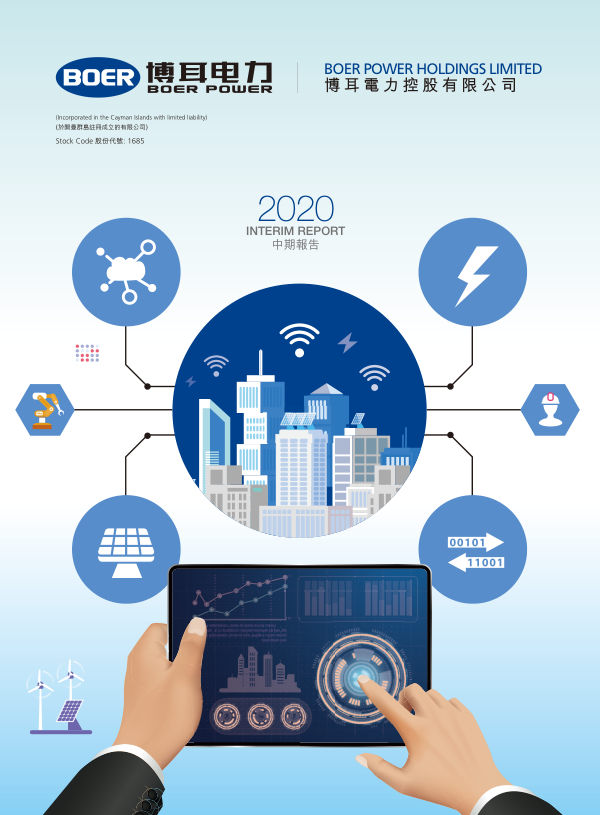 BOER 博耳电力
BOER POWER
BOER POWER HOLDINGS LIMITED
博耳電力控股有限公司
(Incorporated in the Cayman Islands with limited liability)
(於開曼群島註冊成立的有限公司)
Stock Code 股份代號: 1685
2020
INTERIM REPORT
中期報告
00101
11001